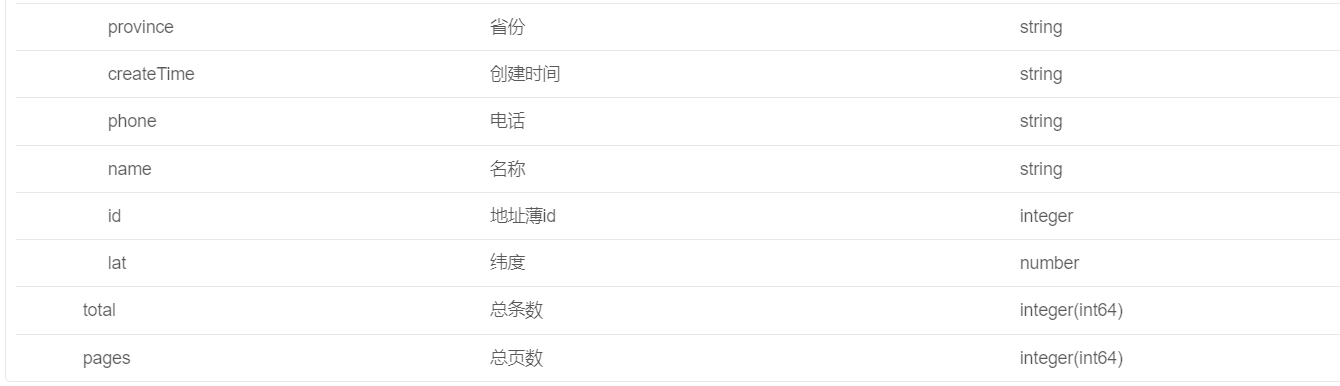 province 省份 string
createTime 创建时间 string
phone 电话 string
name 名称 string
id 地址薄id integer
lat 纬度 number
total 总条数 integer(int64)
pages 总页数 integer(int64)